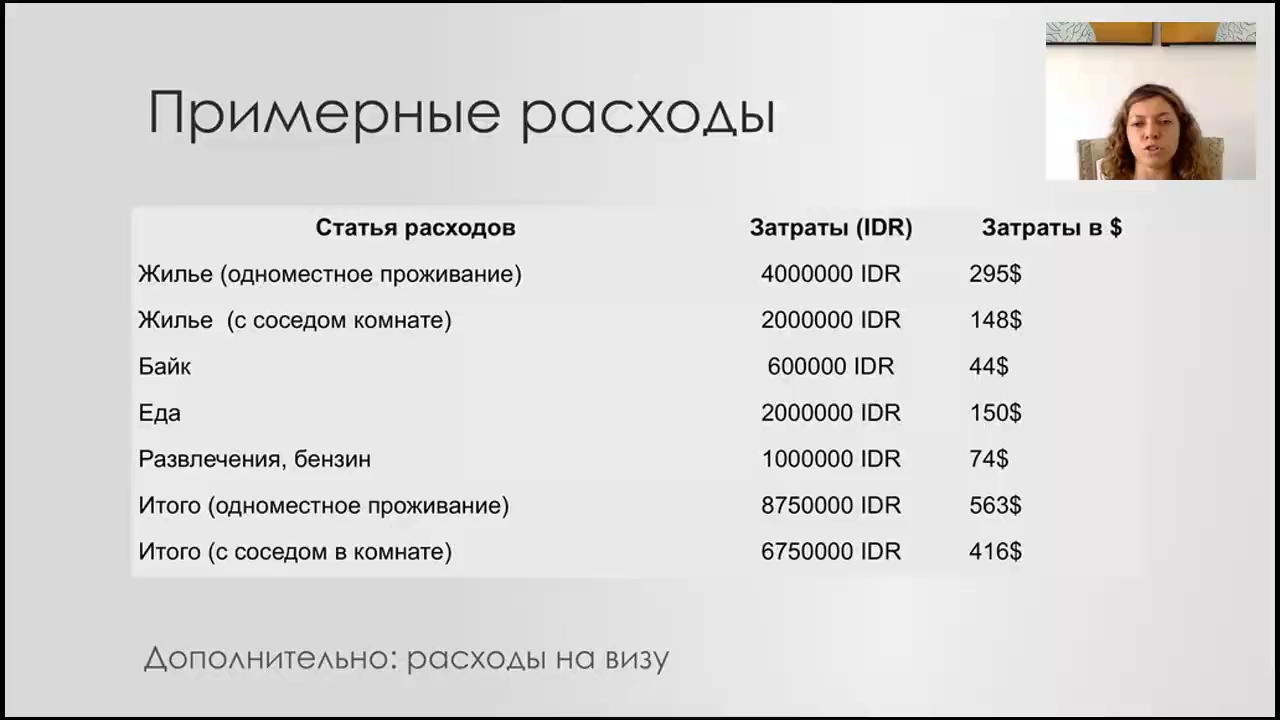 Примерные расходы
Статья расходов Затраты (IDR) Затраты в $
Жилье (одноместное проживание) 4000000 IDR 295$
Жилье (с соседом комнате) 2000000 IDR 148$
Байк 600000 IDR 44$
Еда 2000000 IDR 150$
Развлечения, бензин 1000000 IDR 74$
Итого (одноместное проживание) 8750000 IDR 563$
Итого (с соседом в комнате) 6750000 IDR 416$
Дополнительно: расходы на визу